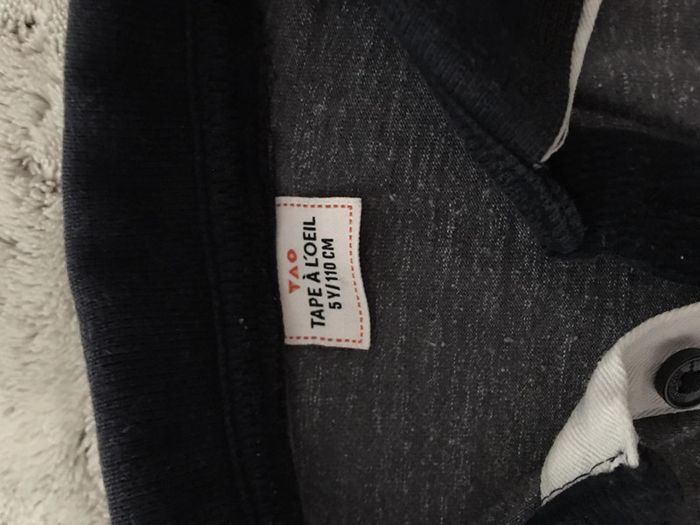 TAO
TAPE À L'OEIL
5 Y/110 CM